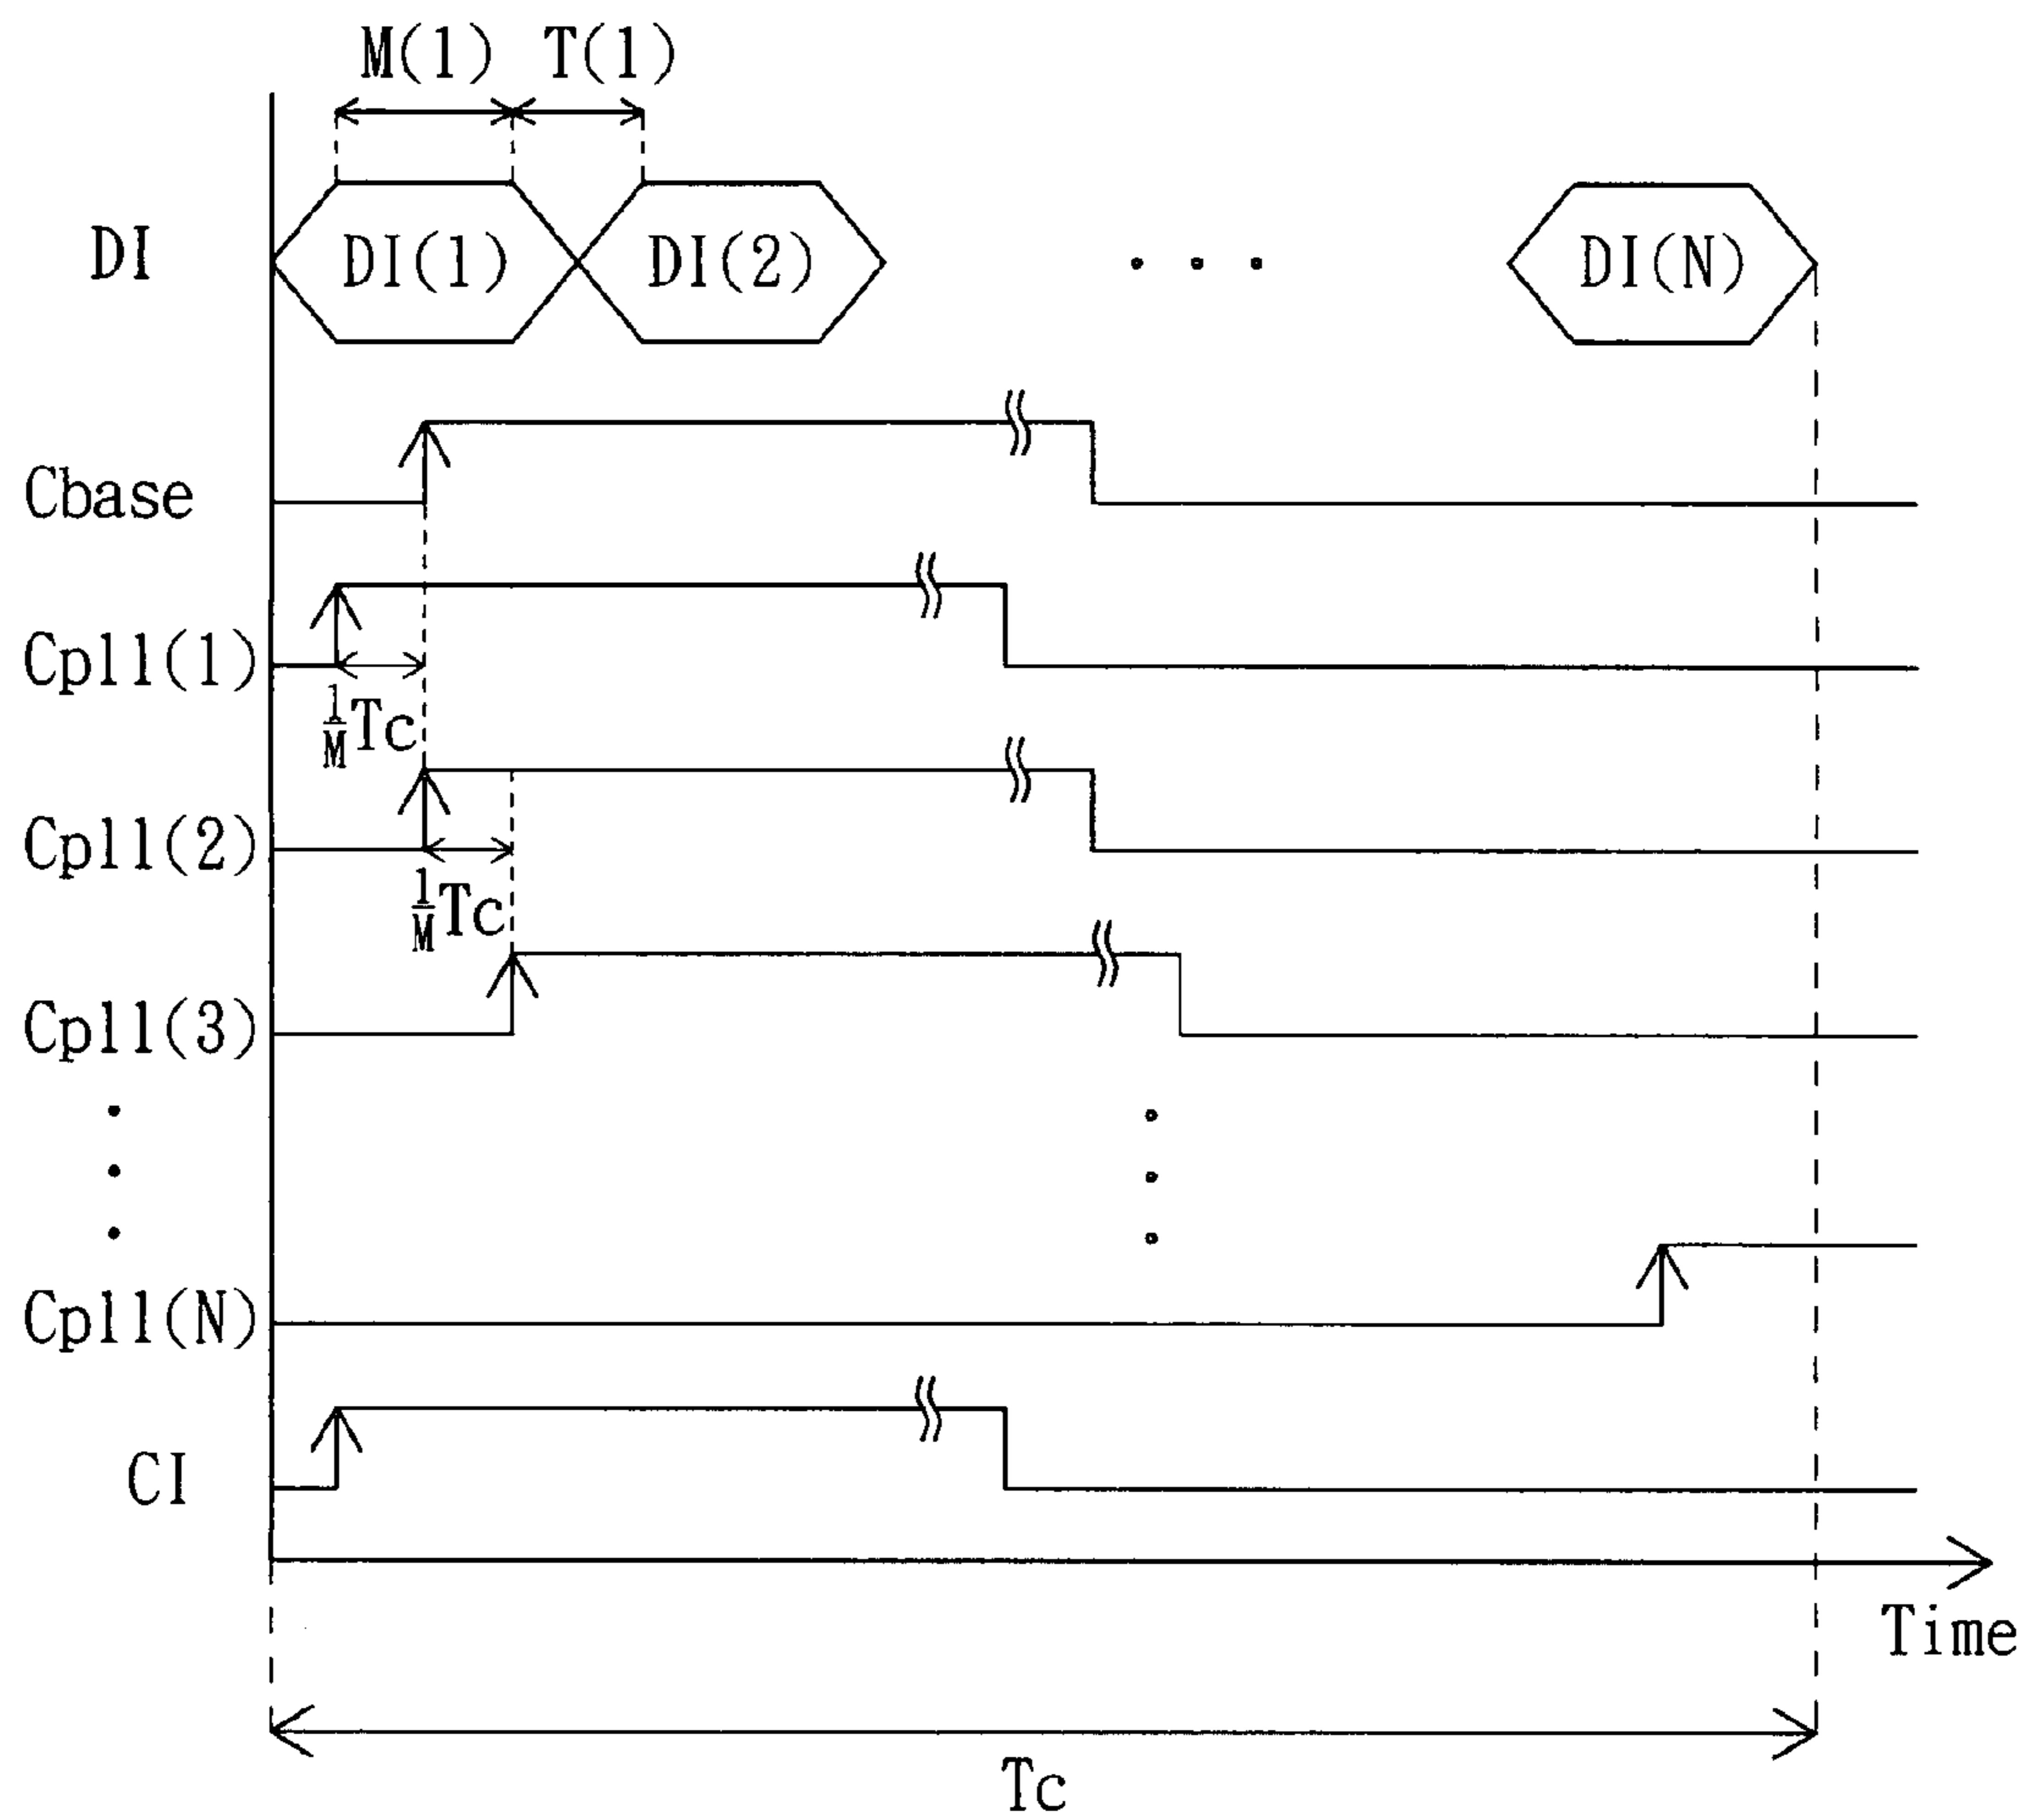 M(1) T(1)
DI DI(1) DI(2) DI(N)
Cbase
Cpll(1)
1/M Tc
Cpll(2)
1/M Tc
Cpll(3)
Cpll(N)
CI
Time
Tc